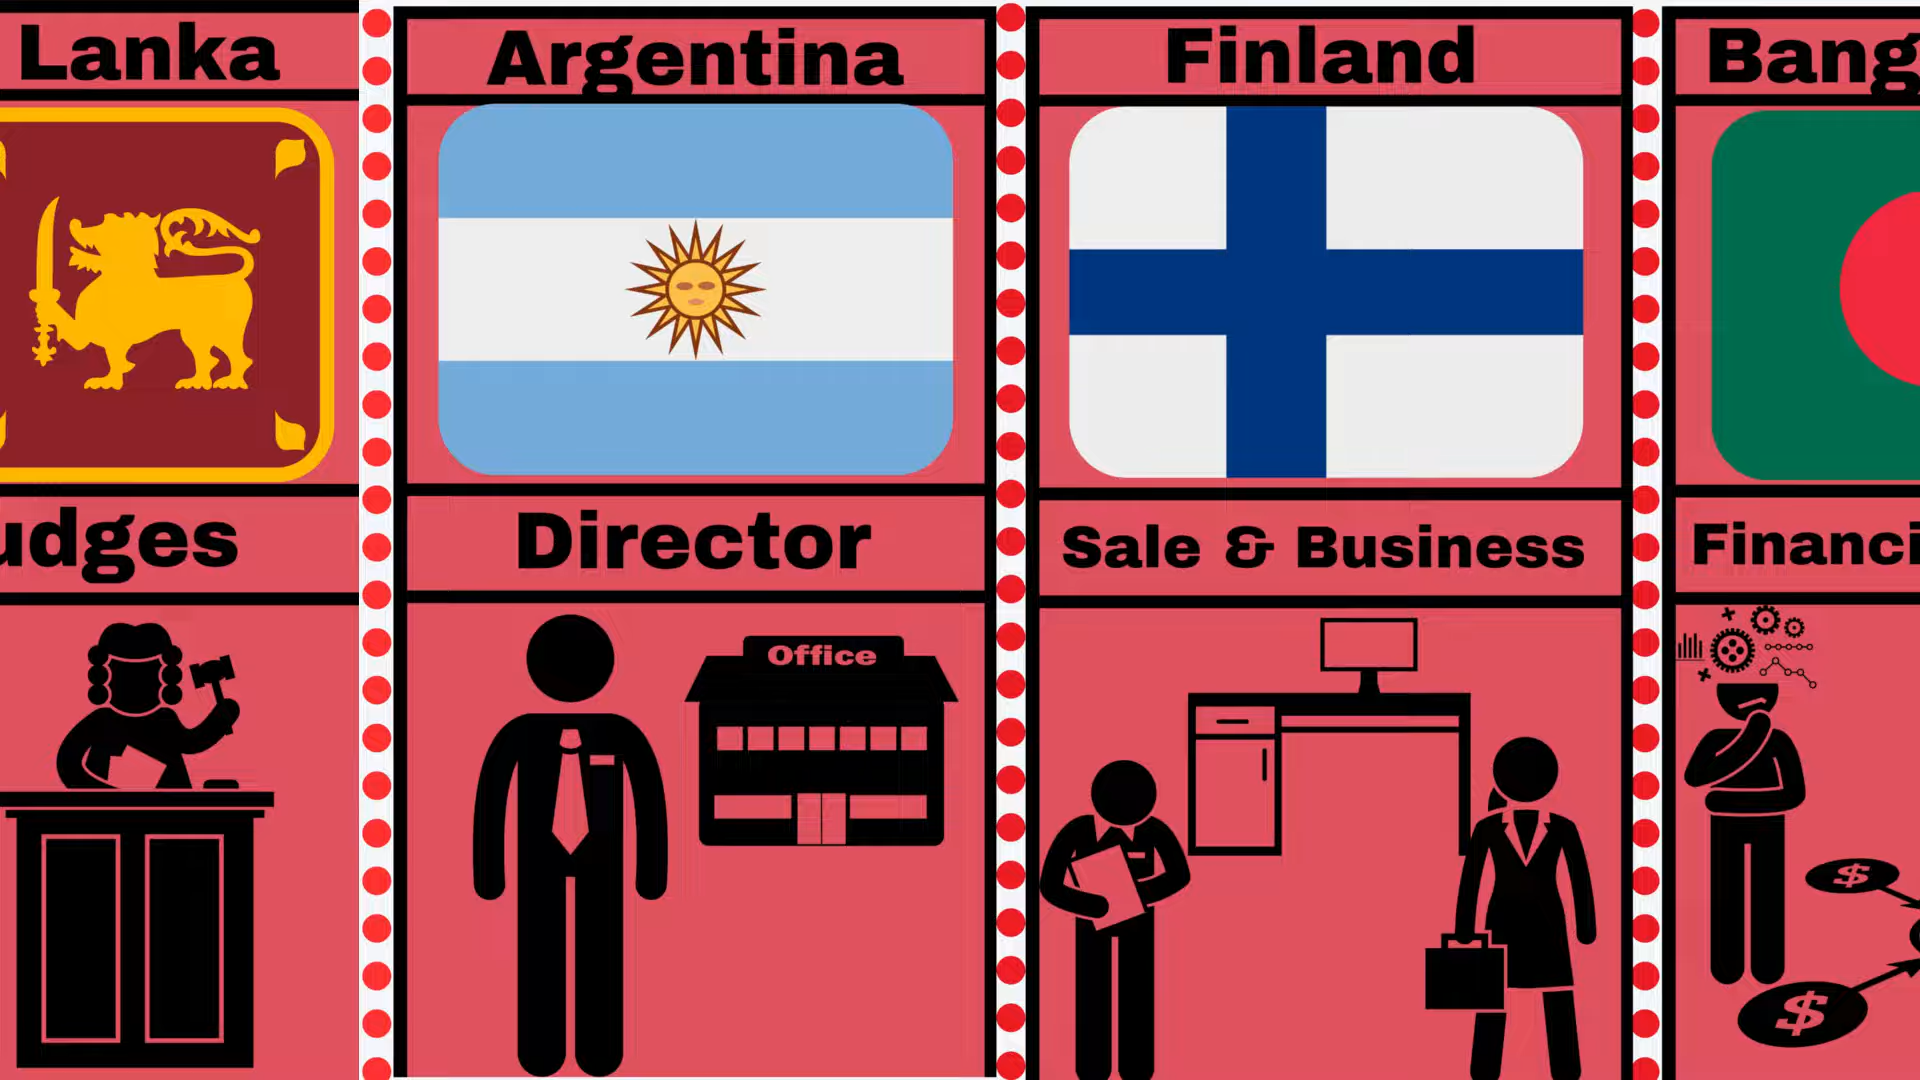 Lanka
udges
Argentina
Director
Office
Finland
Sale & Business
Bang
Financi
$
$